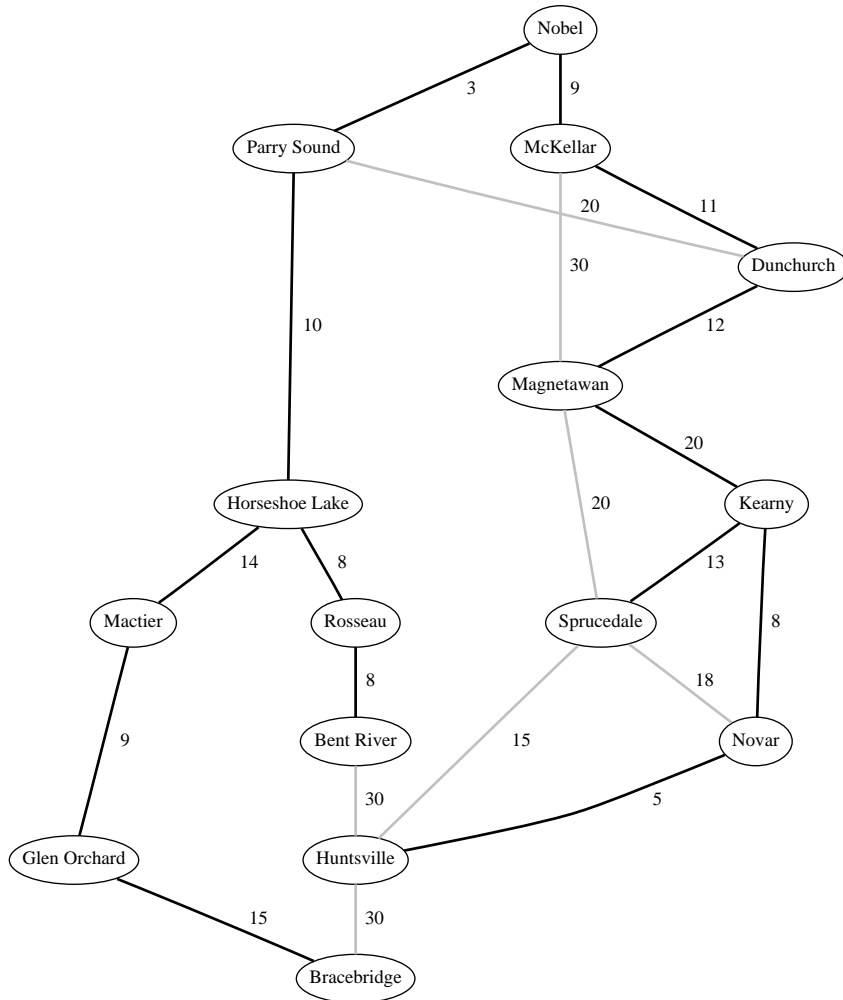 Nobel
3
9
Parry Sound
McKellar
20
11
30
Dunchurch
10
12
Magnetawan
20
Horseshoe Lake
20
Kearny
14
8
13
Mactier
Rosseau
Sprucedale
8
8
18
9
Bent River
15
Novar
30
5
Glen Orchard
Huntsville
15
30
Bracebridge